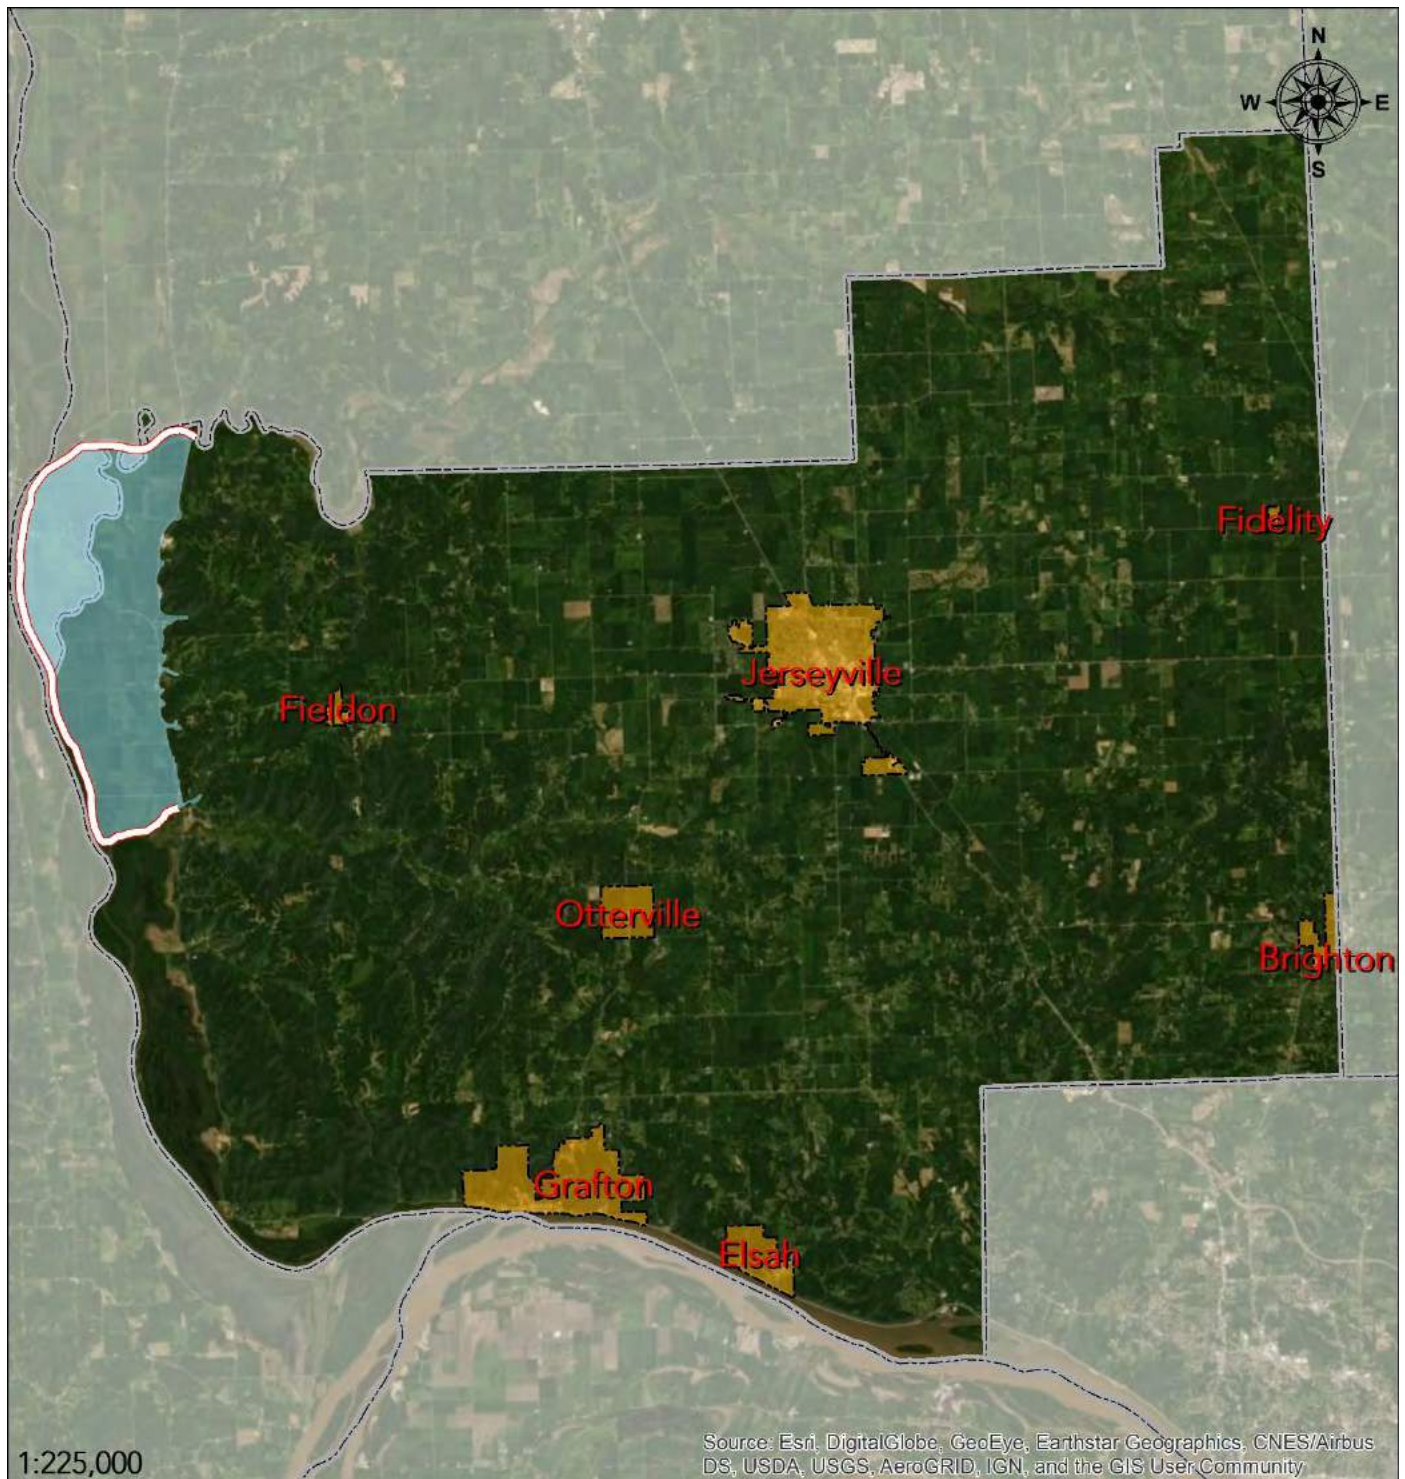 N
W E
S
Fidelity
Jerseyville
Fieldon
Otterville
Brighton
Grafton
Elsah
Source: Esri, DigitalGlobe, GeoEye, Earthstar Geographics, CNES/Airbus
DS, USDA, USGS, AeroGRID, IGN, and the GIS User Community
1:225,000